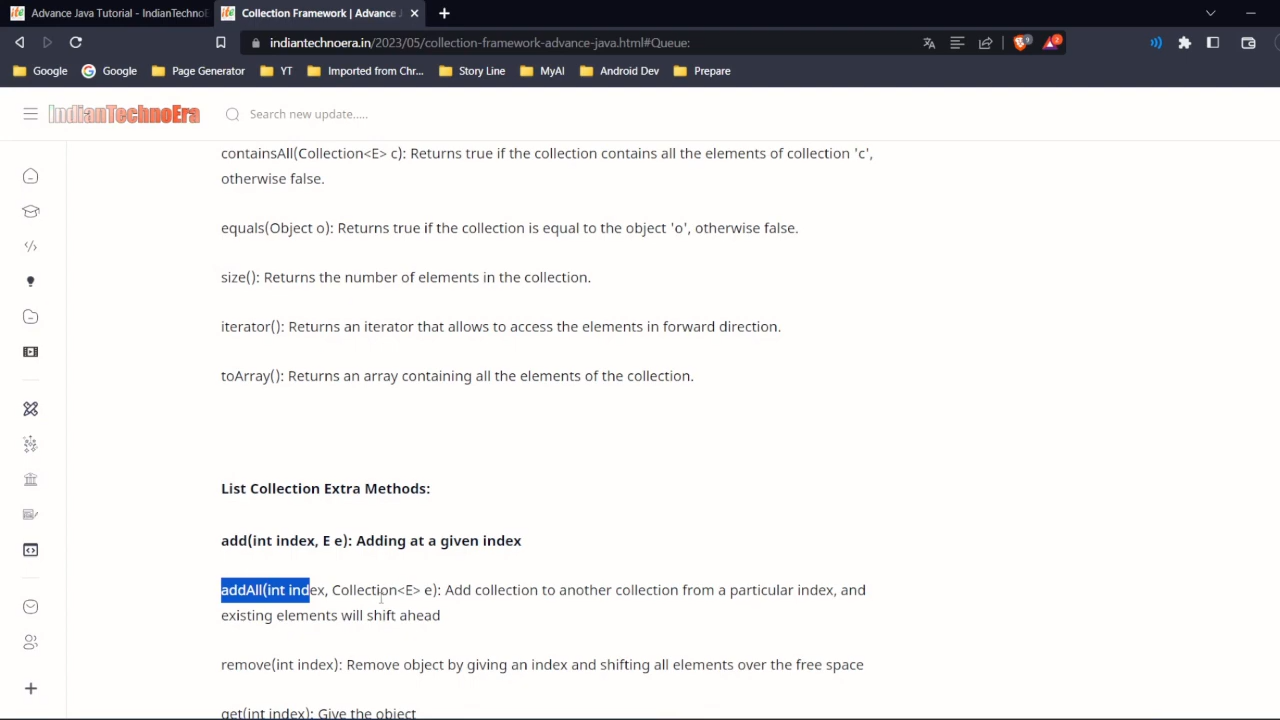 Advance Java Tutorial - IndianTechnoE
Collection Framework | Advance J
indiantechnoera.in/2023/05/collection-framework-advance-java.html#Queue:
9
2
Google
Google
Page Generator
YT
Imported from Chr...
Story Line
MyAI
Android Dev
Prepare
IndianTechnoEra
Search new update.....
containsAll(Collection<E> c): Returns true if the collection contains all the elements of collection 'c',
otherwise false.
equals(Object o): Returns true if the collection is equal to the object 'o', otherwise false.
size(): Returns the number of elements in the collection.
iterator(): Returns an iterator that allows to access the elements in forward direction.
toArray(): Returns an array containing all the elements of the collection.
List Collection Extra Methods:
add(int index, E e): Adding at a given index
addAll(int index, Collection<E> e): Add collection to another collection from a particular index, and
existing elements will shift ahead
remove(int index): Remove object by giving an index and shifting all elements over the free space
get(int index): Give the object